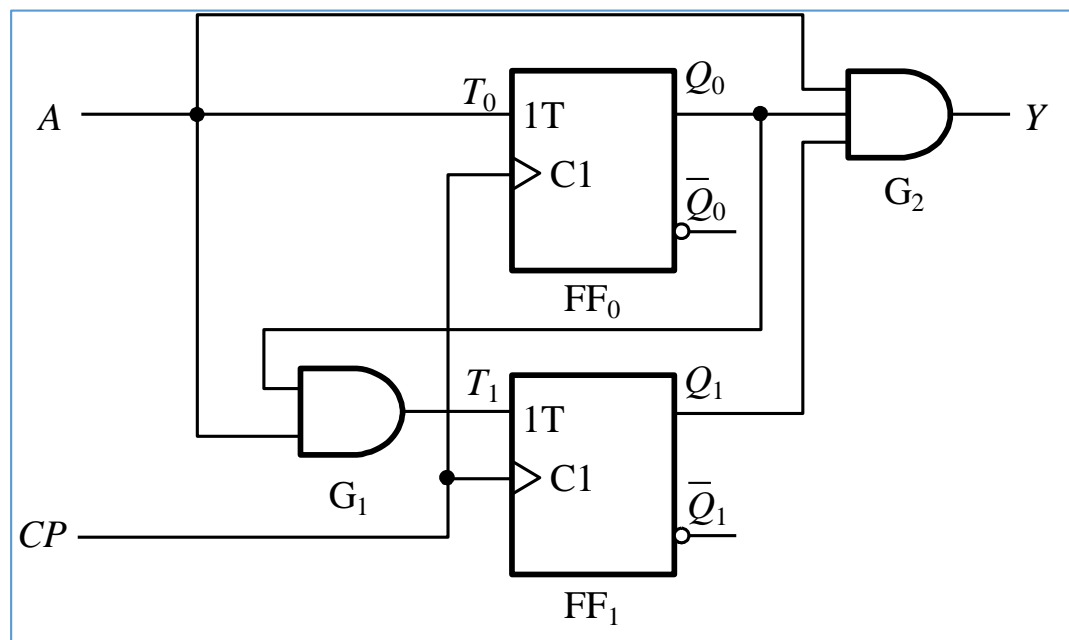 A
T₀
1T
C1
Q₀
Q̅₀
FF₀
Y
G₂
G₁
T₁
1T
C1
Q₁
Q̅₁
FF₁
CP